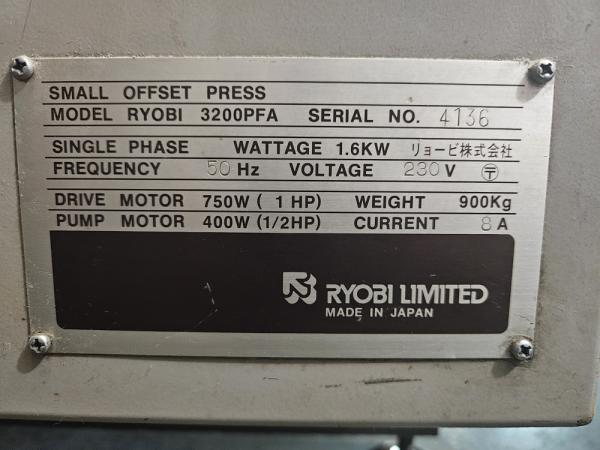 SMALL OFFSET PRESS
MODEL RYOBI 3200PFA SERIAL NO. 4136
SINGLE PHASE WATTAGE 1.6KW リョービ株式会社
FREQUENCY 50 Hz VOLTAGE 230 V 〶
DRIVE MOTOR 750W ( 1 HP) WEIGHT 900Kg
PUMP MOTOR 400W (1/2HP) CURRENT 8 A
RYOBI LIMITED
MADE IN JAPAN